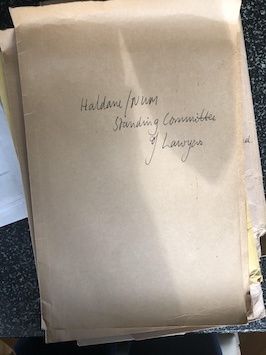 Haldane/NUM
Standing Committee
of Lawyers